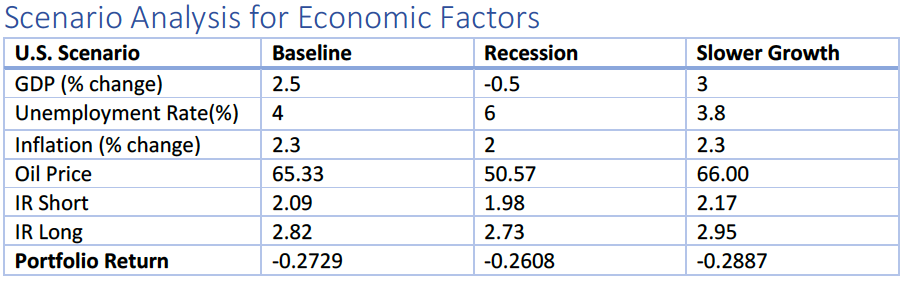 Scenario Analysis for Economic Factors
U.S. Scenario Baseline Recession Slower Growth
GDP (% change) 2.5 -0.5 3
Unemployment Rate(%) 4 6 3.8
Inflation (% change) 2.3 2 2.3
Oil Price 65.33 50.57 66.00
IR Short 2.09 1.98 2.17
IR Long 2.82 2.73 2.95
Portfolio Return -0.2729 -0.2608 -0.2887